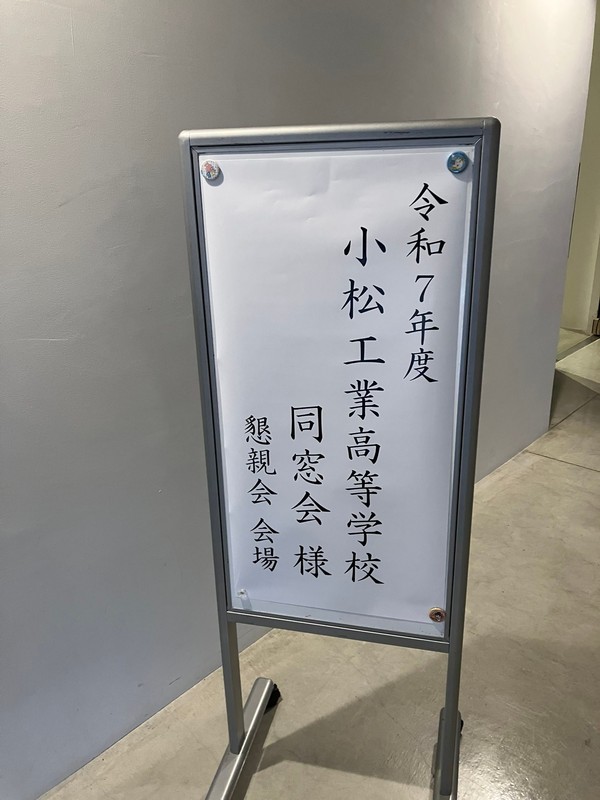 令和7年度
小松工業高等学校
同窓会 様
懇親会 会場